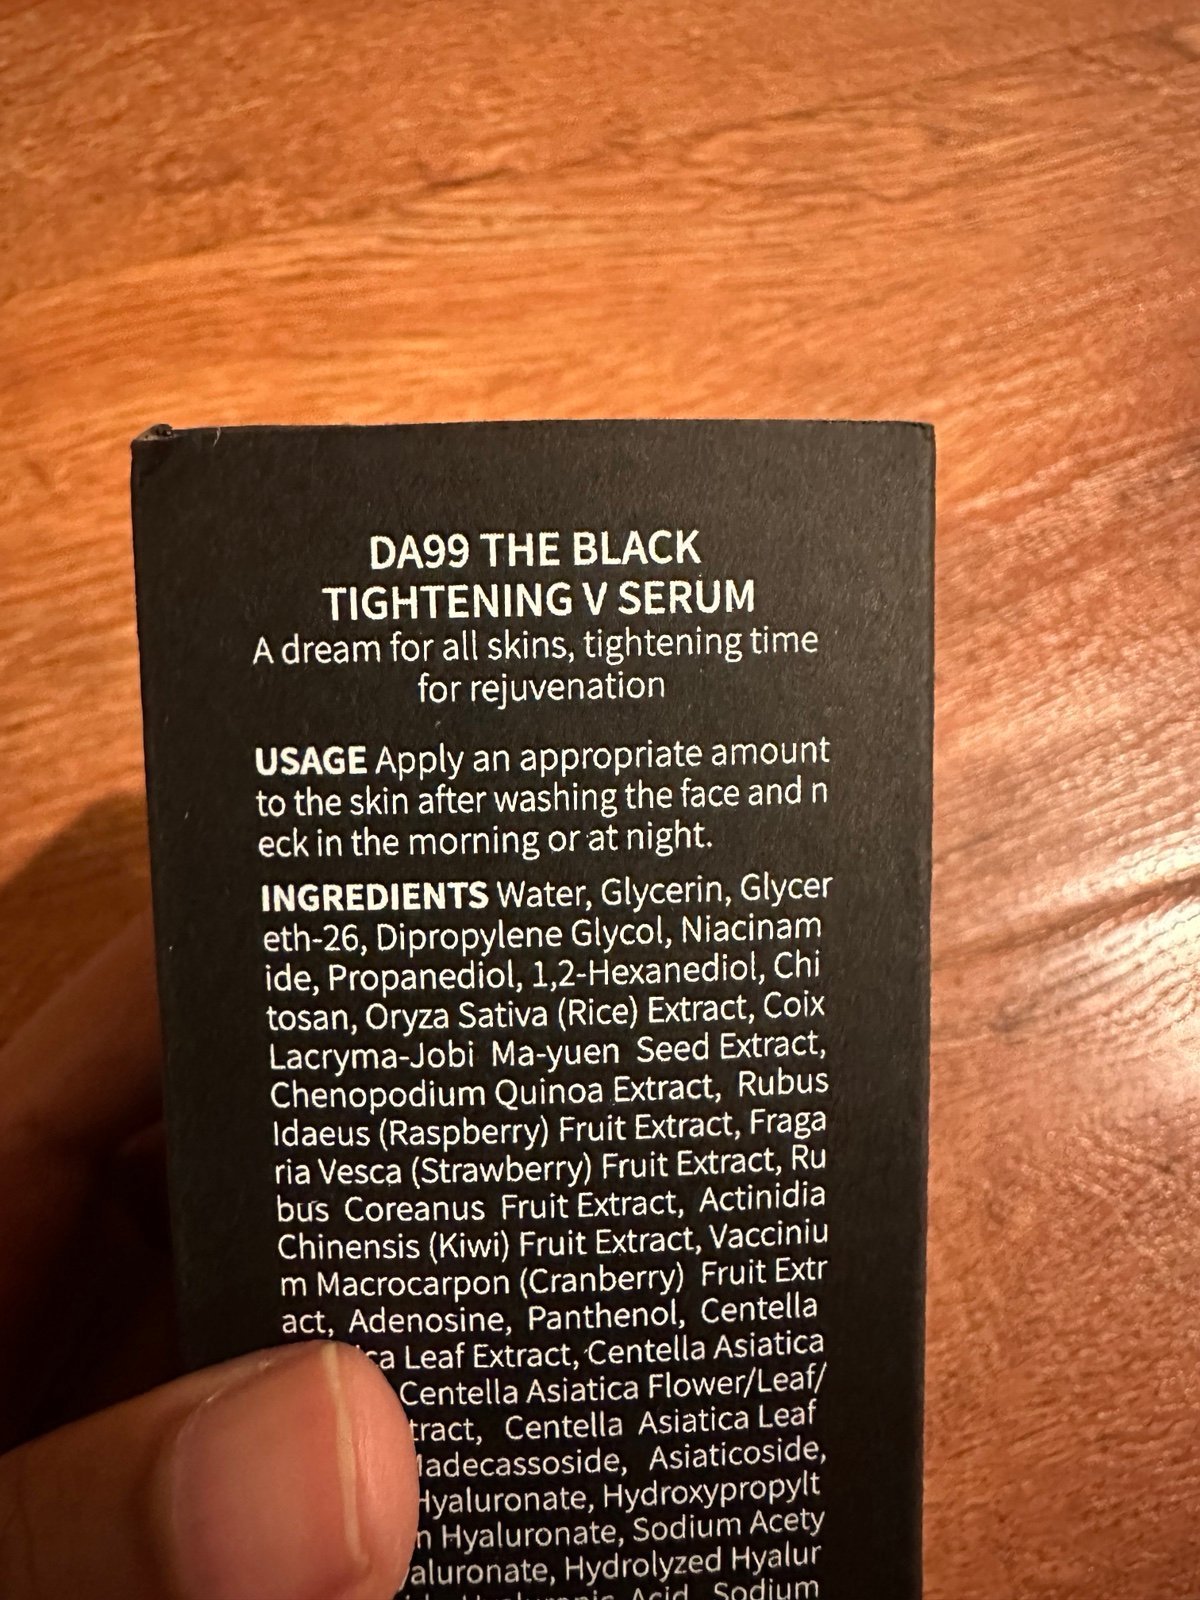 DA99 THE BLACK
TIGHTENING V SERUM
A dream for all skins, tightening time
for rejuvenation
USAGE Apply an appropriate amount
to the skin after washing the face and n
eck in the morning or at night.
INGREDIENTS Water, Glycerin, Glycer
eth-26, Dipropylene Glycol, Niacinam
ide, Propanediol, 1,2-Hexanediol, Chi
tosan, Oryza Sativa (Rice) Extract, Coix
Lacryma-Jobi Ma-yuen Seed Extract,
Chenopodium Quinoa Extract, Rubus
Idaeus (Raspberry) Fruit Extract, Fraga
ria Vesca (Strawberry) Fruit Extract, Ru
bus Coreanus Fruit Extract, Actinidia
Chinensis (Kiwi) Fruit Extract, Vacciniu
m Macrocarpon (Cranberry) Fruit Extr
act, Adenosine, Panthenol, Centella
Leaf Extract, Centella Asiatica
Centella Asiatica Flower/Leaf/
Centella Asiatica Leaf
Madecassoside, Asiaticoside,
Hyaluronate, Hydroxypropylt
Hyaluronate, Sodium Acety
Hydrolyzed Hyalur
Acid, Sodium